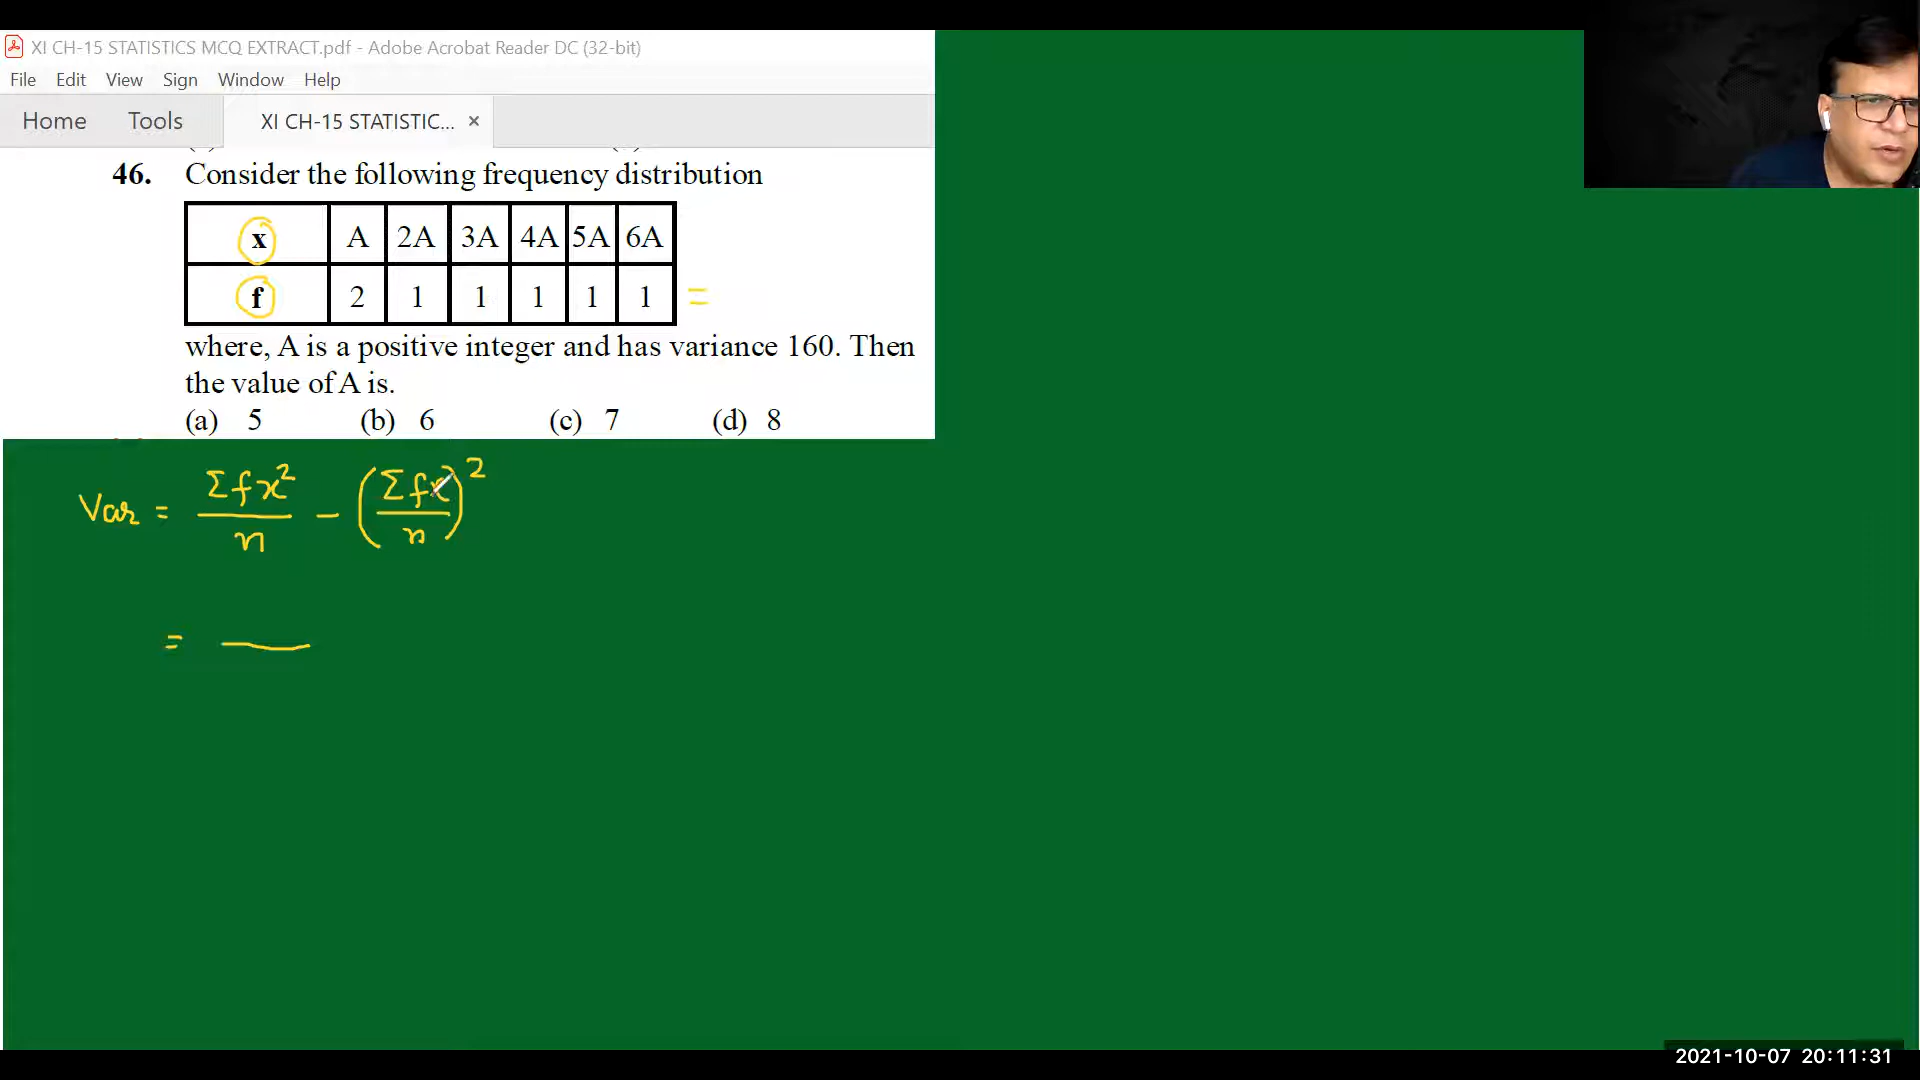 XI CH-15 STATISTICS MCQ EXTRACT.pdf - Adobe Acrobat Reader DC (32-bit)
File Edit View Sign Window Help
Home Tools XI CH-15 STATISTIC... ×
46. Consider the following frequency distribution
x A 2A 3A 4A 5A 6A
f 2 1 1 1 1 1 =
where, A is a positive integer and has variance 160. Then
the value of A is.
(a) 5 (b) 6 (c) 7 (d) 8
Var = Σfx²/n - (Σfx/n)²
=
2021-10-07 20:11:31